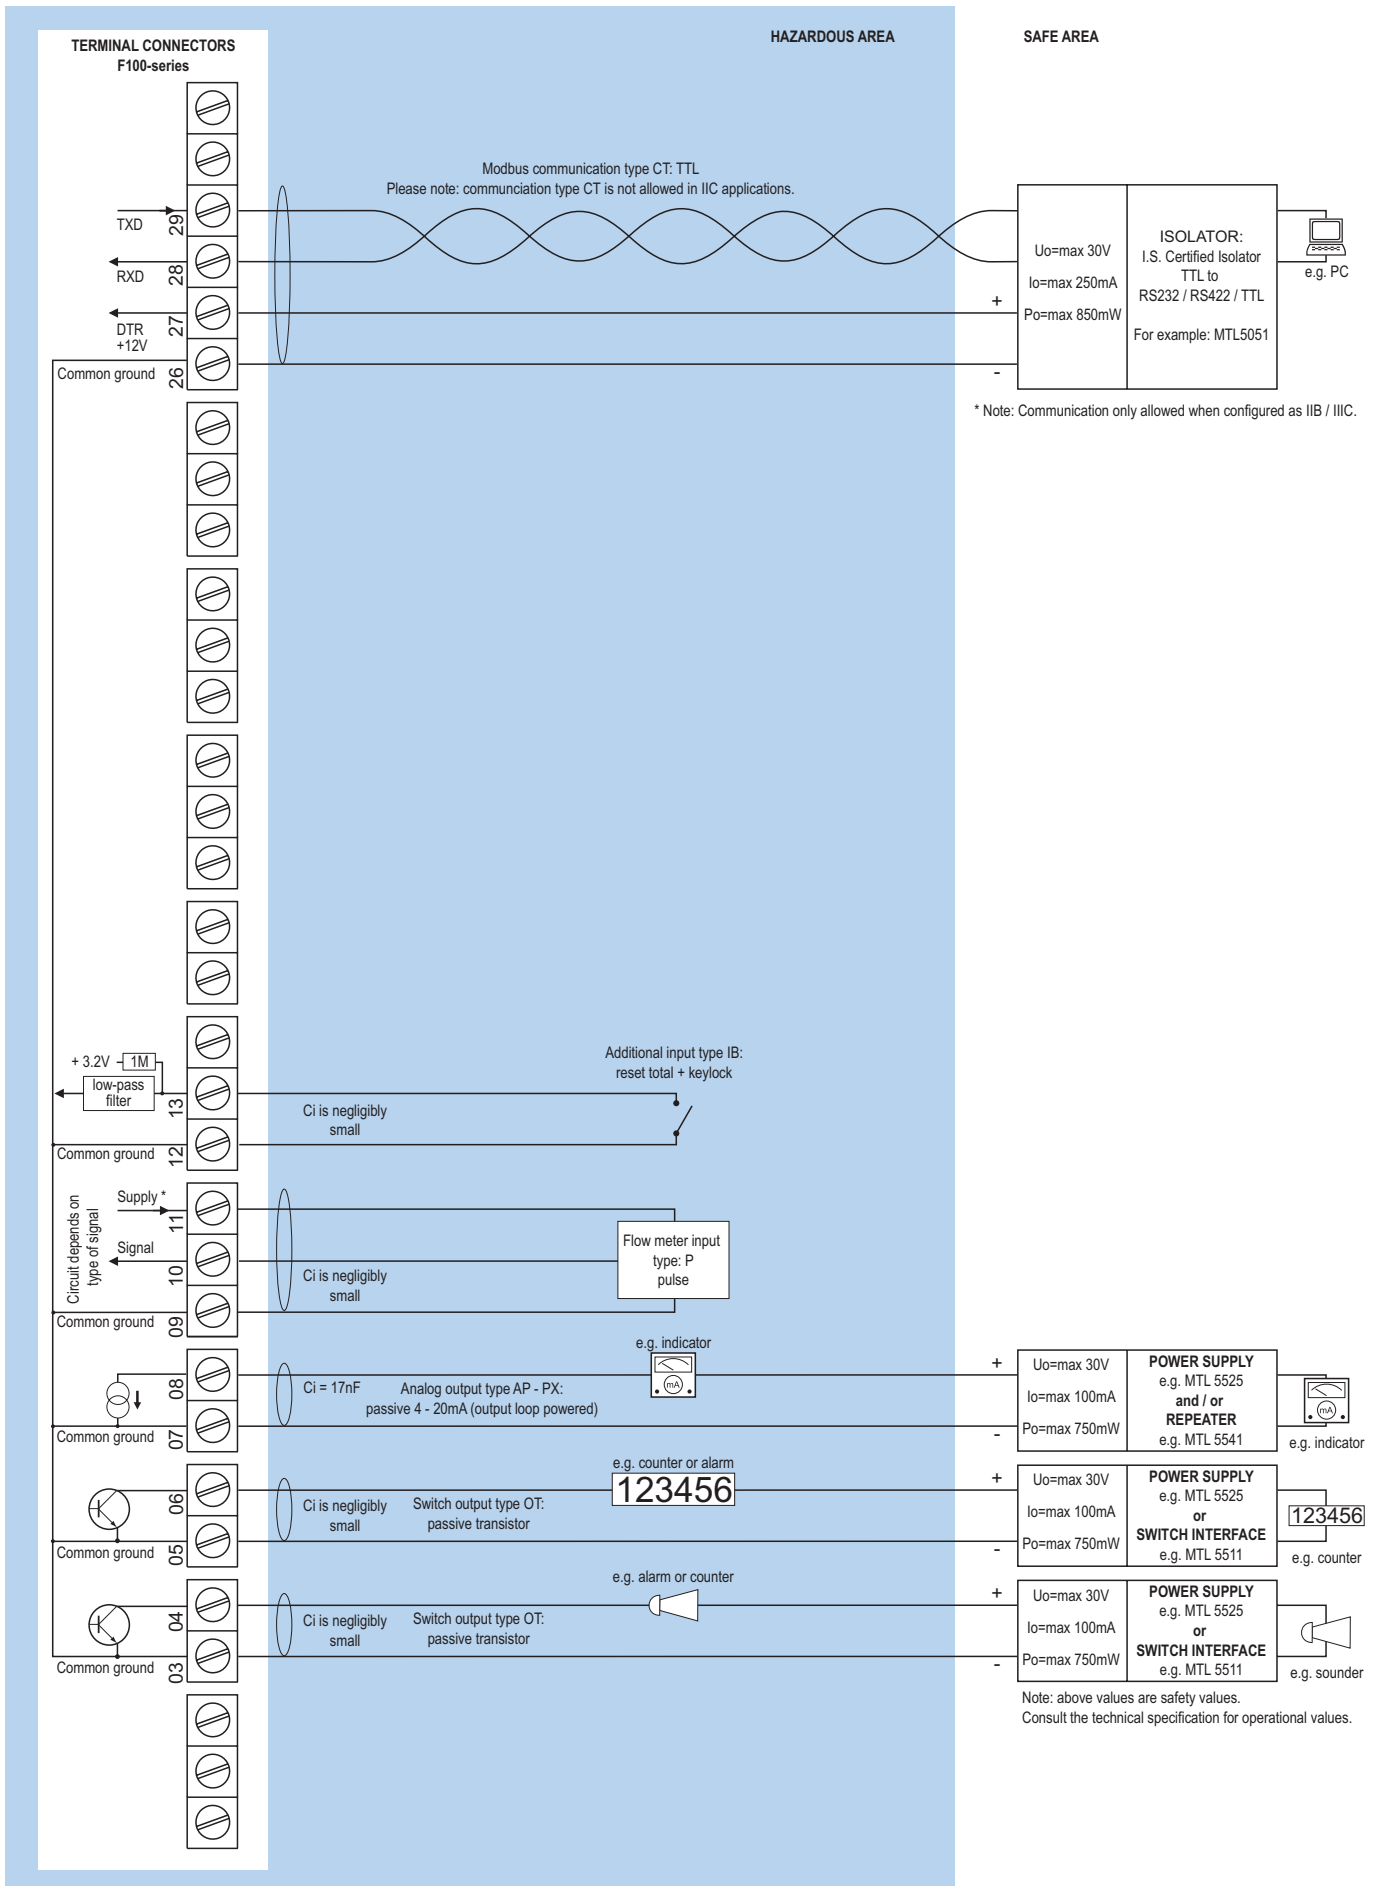 TERMINAL CONNECTORS
F100-series
HAZARDOUS AREA
SAFE AREA
Modbus communication type CT: TTL
Please note: communciation type CT is not allowed in IIC applications.
TXD
29
RXD
28
DTR
+12V
27
Common ground
26
+
-
Uo=max 30V
Io=max 250mA
Po=max 850mW
ISOLATOR:
I.S. Certified Isolator
TTL to
RS232 / RS422 / TTL
For example: MTL5051
e.g. PC
* Note: Communication only allowed when configured as IIB / IIIC.
+ 3.2V
1M
low-pass
filter
13
Common ground
12
Ci is negligibly
small
Additional input type IB:
reset total + keylock
Circuit depends on
type of signal
Supply *
11
Signal
10
Common ground
09
Ci is negligibly
small
Flow meter input
type: P
pulse
08
Common ground
07
Ci = 17nF
Analog output type AP - PX:
passive 4 - 20mA (output loop powered)
e.g. indicator
mA
+
-
Uo=max 30V
Io=max 100mA
Po=max 750mW
POWER SUPPLY
e.g. MTL 5525
and / or
REPEATER
e.g. MTL 5541
mA
e.g. indicator
06
Common ground
05
Ci is negligibly
small
Switch output type OT:
passive transistor
e.g. counter or alarm
123456
+
-
Uo=max 30V
Io=max 100mA
Po=max 750mW
POWER SUPPLY
e.g. MTL 5525
or
SWITCH INTERFACE
e.g. MTL 5511
123456
e.g. counter
04
Common ground
03
Ci is negligibly
small
Switch output type OT:
passive transistor
e.g. alarm or counter
+
-
Uo=max 30V
Io=max 100mA
Po=max 750mW
POWER SUPPLY
e.g. MTL 5525
or
SWITCH INTERFACE
e.g. MTL 5511
e.g. sounder
Note: above values are safety values.
Consult the technical specification for operational values.